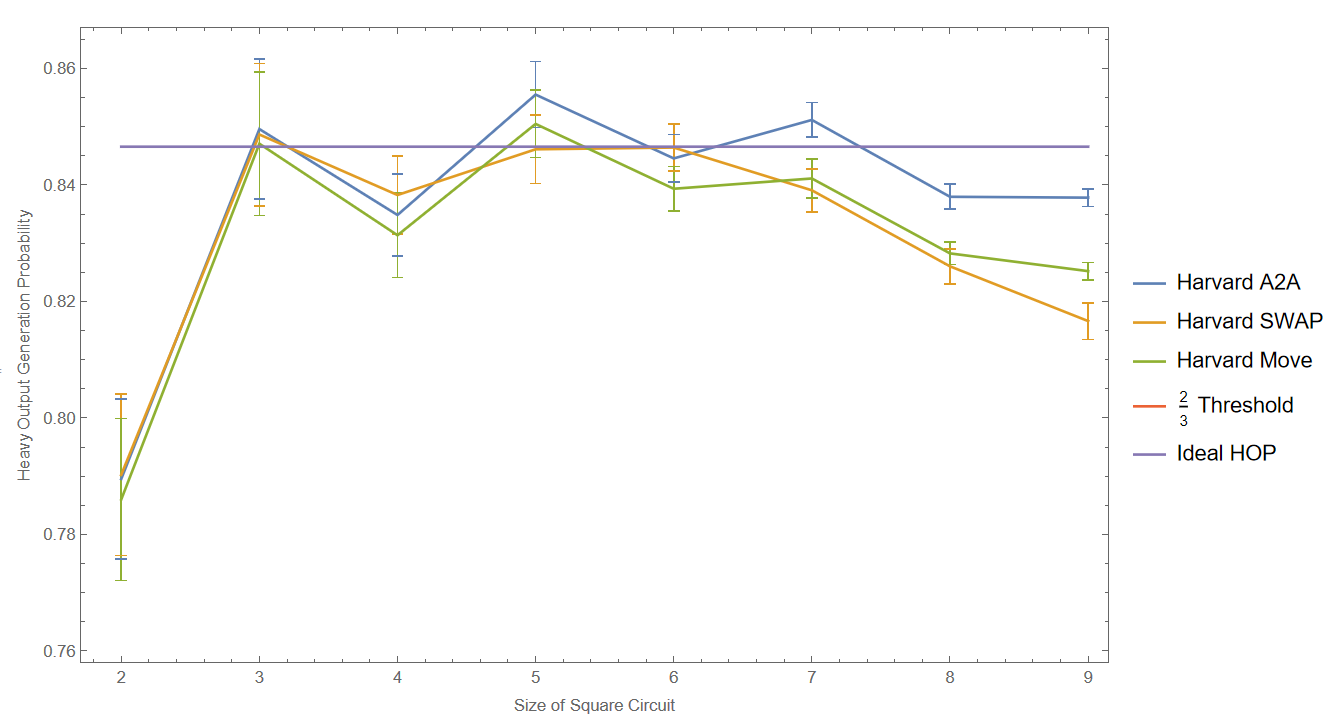 0.86
0.84
0.82
0.80
0.78
0.76
Heavy Output Generation Probability
2 3 4 5 6 7 8 9
Size of Square Circuit
Harvard A2A
Harvard SWAP
Harvard Move
2/3 Threshold
Ideal HOP